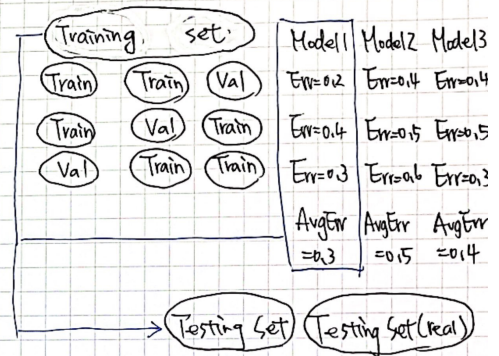 Training set. Model1 Model2 Model3
Train Train Val Err=0.2 Err=0.4 Err=0.4
Train Val Train Err=0.4 Err=0.5 Err=0.5
Val Train Train Err=0.3 Err=0.6 Err=0.3
AvgErr AvgErr AvgErr
=0.3 =0.5 =0.4
Testing Set Testing Set(real)